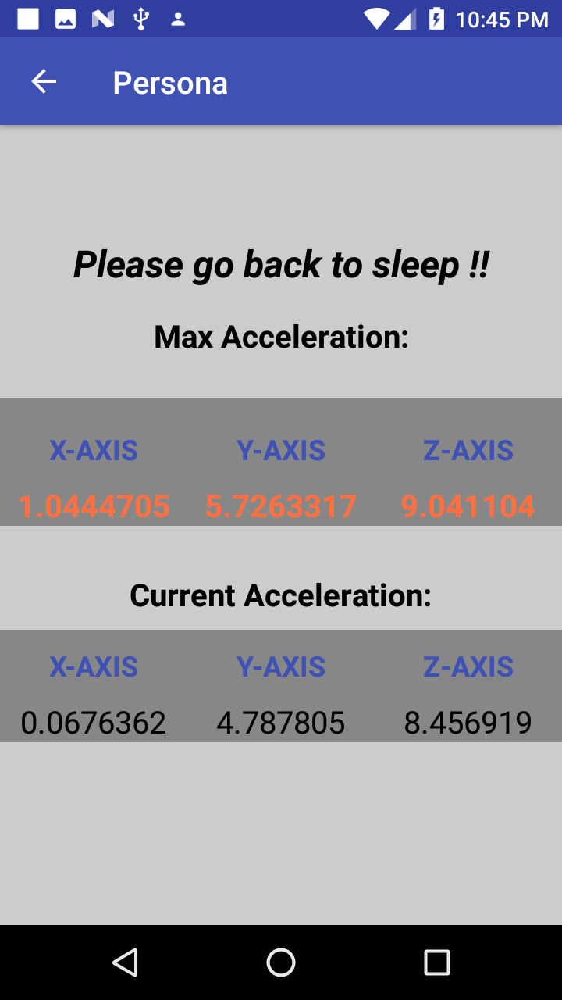 10:45 PM
Persona
Please go back to sleep !!
Max Acceleration:
X-AXIS Y-AXIS Z-AXIS
1.0444705 5.7263317 9.041104
Current Acceleration:
X-AXIS Y-AXIS Z-AXIS
0.0676362 4.787805 8.456919